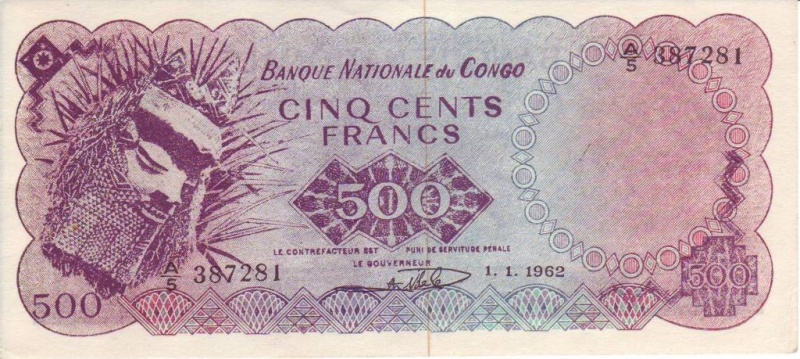 A/5 387281
BANQUE NATIONALE du CONGO
CINQ CENTS
FRANCS
500
LE CONTREFACTEUR EST PUNI DE SERVITUDE PENALE
LE GOUVERNEUR
A/5 387281
1.1.1962
500
500